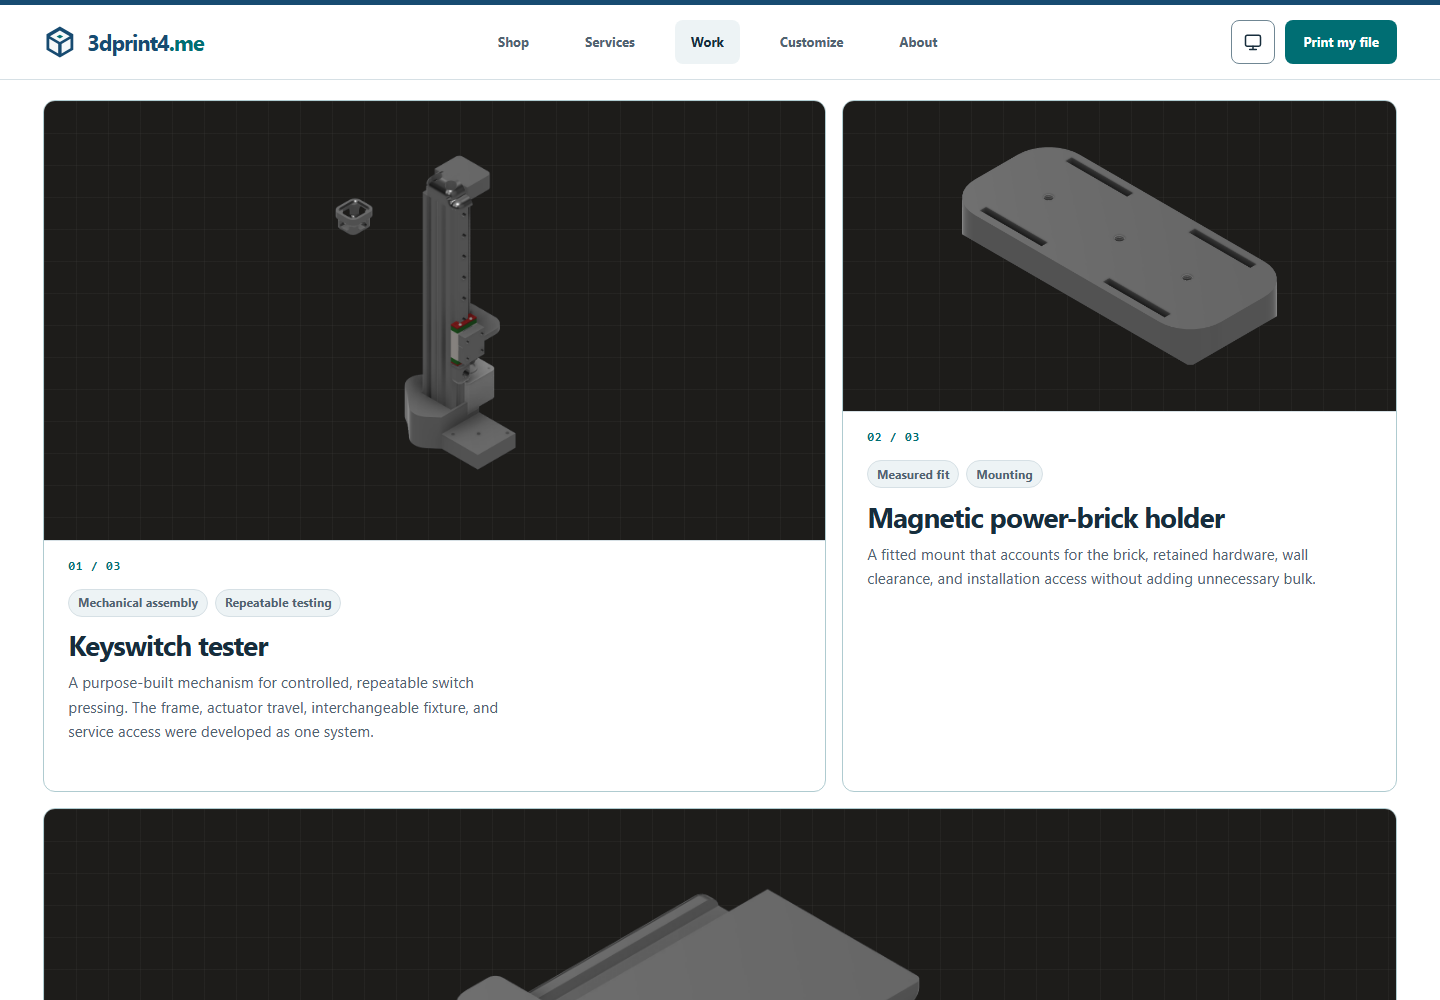 3dprint4.me
Shop
Services
Work
Customize
About
Print my file
01 / 03
Mechanical assembly
Repeatable testing
Keyswitch tester
A purpose-built mechanism for controlled, repeatable switch
pressing. The frame, actuator travel, interchangeable fixture, and
service access were developed as one system.
02 / 03
Measured fit
Mounting
Magnetic power-brick holder
A fitted mount that accounts for the brick, retained hardware, wall
clearance, and installation access without adding unnecessary bulk.